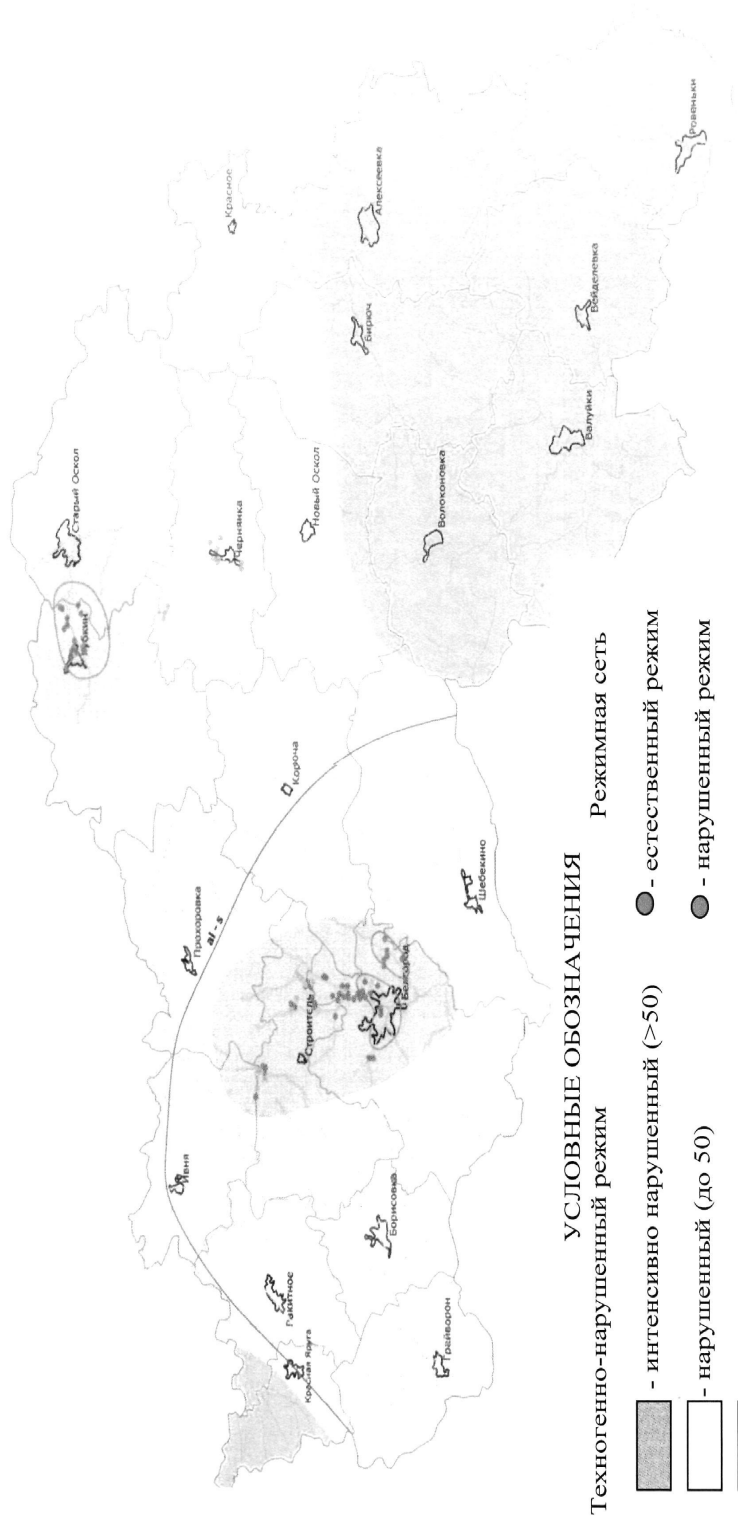 Красное
Алексеевка
Ровеньки
Бирюч
Вейделевка
Валуйки
Старый Оскол
Чернянка
Новый Оскол
Волоконовка
Губкин
Короча
Прохоровка
al - s
Шебекино
Строитель
Белгород
Ивня
Борисовка
Ракитное
Красная Яруга
Грайворон
УСЛОВНЫЕ ОБОЗНАЧЕНИЯ
Техногенно-нарушенный режим
- интенсивно нарушенный (>50)
- нарушенный (до 50)
Режимная сеть
- естественный режим
- нарушенный режим